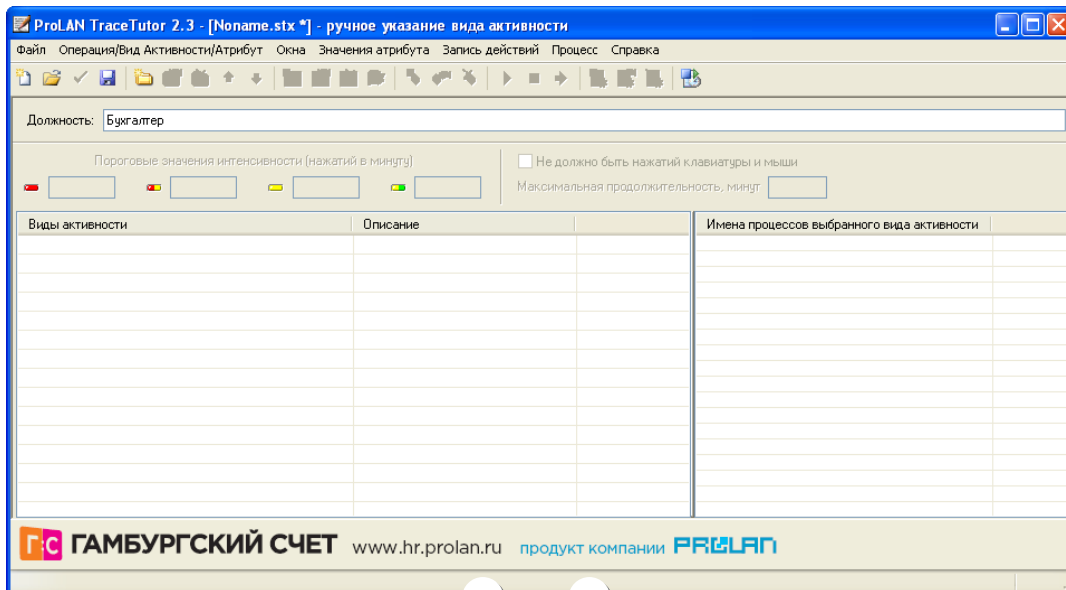 ProLAN TraceTutor 2.3 - [Noname.stx *] - ручное указание вида активности
Файл Операция/Вид Активности/Атрибут Окна Значения атрибута Запись действий Процесс Справка
Должность: Бухгалтер
Пороговые значения интенсивности (нажатий в минуту)
Не должно быть нажатий клавиатуры и мыши
Максимальная продолжительность, минут
Виды активности Описание Имена процессов выбранного вида активности
Г:С ГАМБУРГСКИЙ СЧЕТ www.hr.prolan.ru продукт компании PROLAN